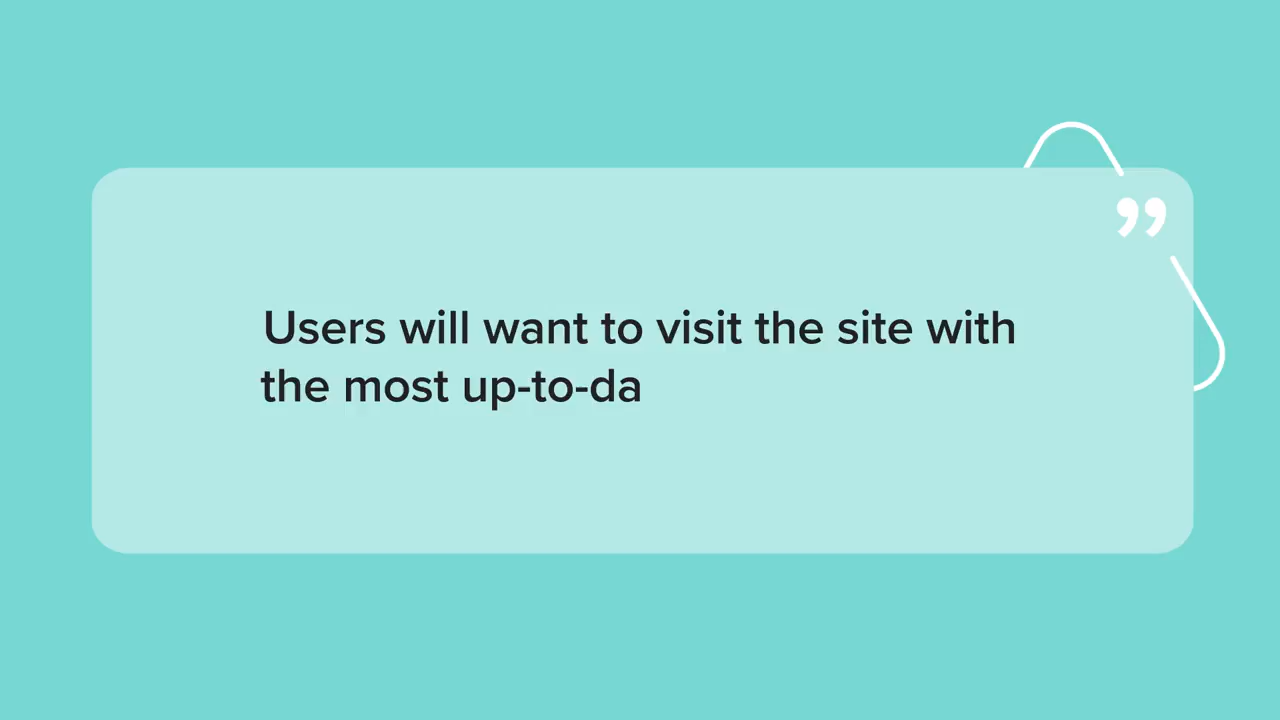 ”
Users will want to visit the site with
the most up-to-da